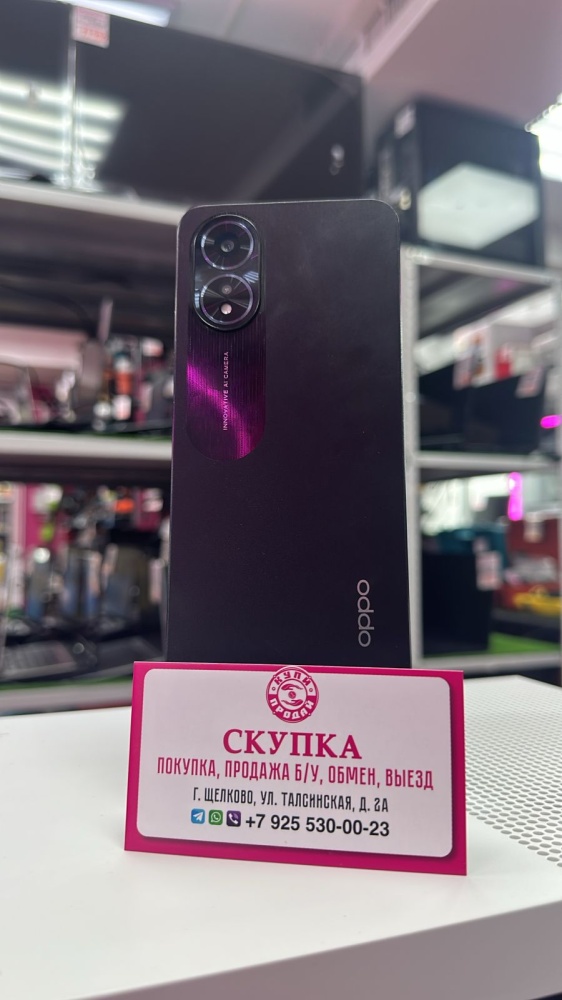 INNOVATIVE AI CAMERA
oppo
КУПИ
ПРОДАЙ
СКУПКА
ПОКУПКА, ПРОДАЖА Б/У, ОБМЕН, ВЫЕЗД
Г. ЩЕЛКОВО, УЛ. ТАЛСИНСКАЯ, Д. 2А
+7 925 530-00-23